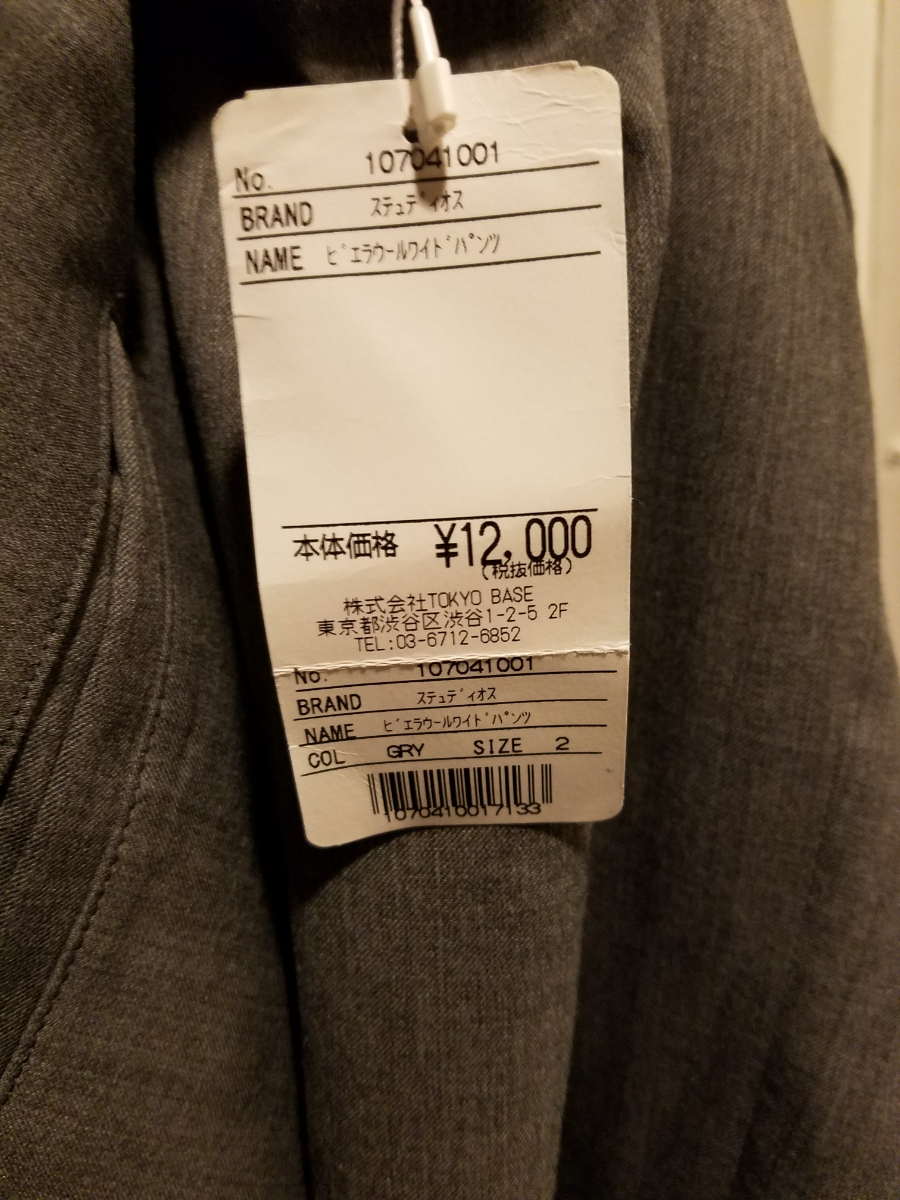 No. 107041001
BRAND ｽﾃｭﾃﾞｨｵｽ
NAME ﾋﾞｴﾗｳｰﾙﾜｲﾄﾞﾊﾟﾝﾂ
本体価格 ¥12,000
(税抜価格)
株式会社TOKYO BASE
東京都渋谷区渋谷1-2-5 2F
TEL:03-6712-6852
No. 107041001
BRAND ｽﾃｭﾃﾞｨｵｽ
NAME ﾋﾞｴﾗｳｰﾙﾜｲﾄﾞﾊﾟﾝﾂ
COL GRY SIZE 2
1070410017133